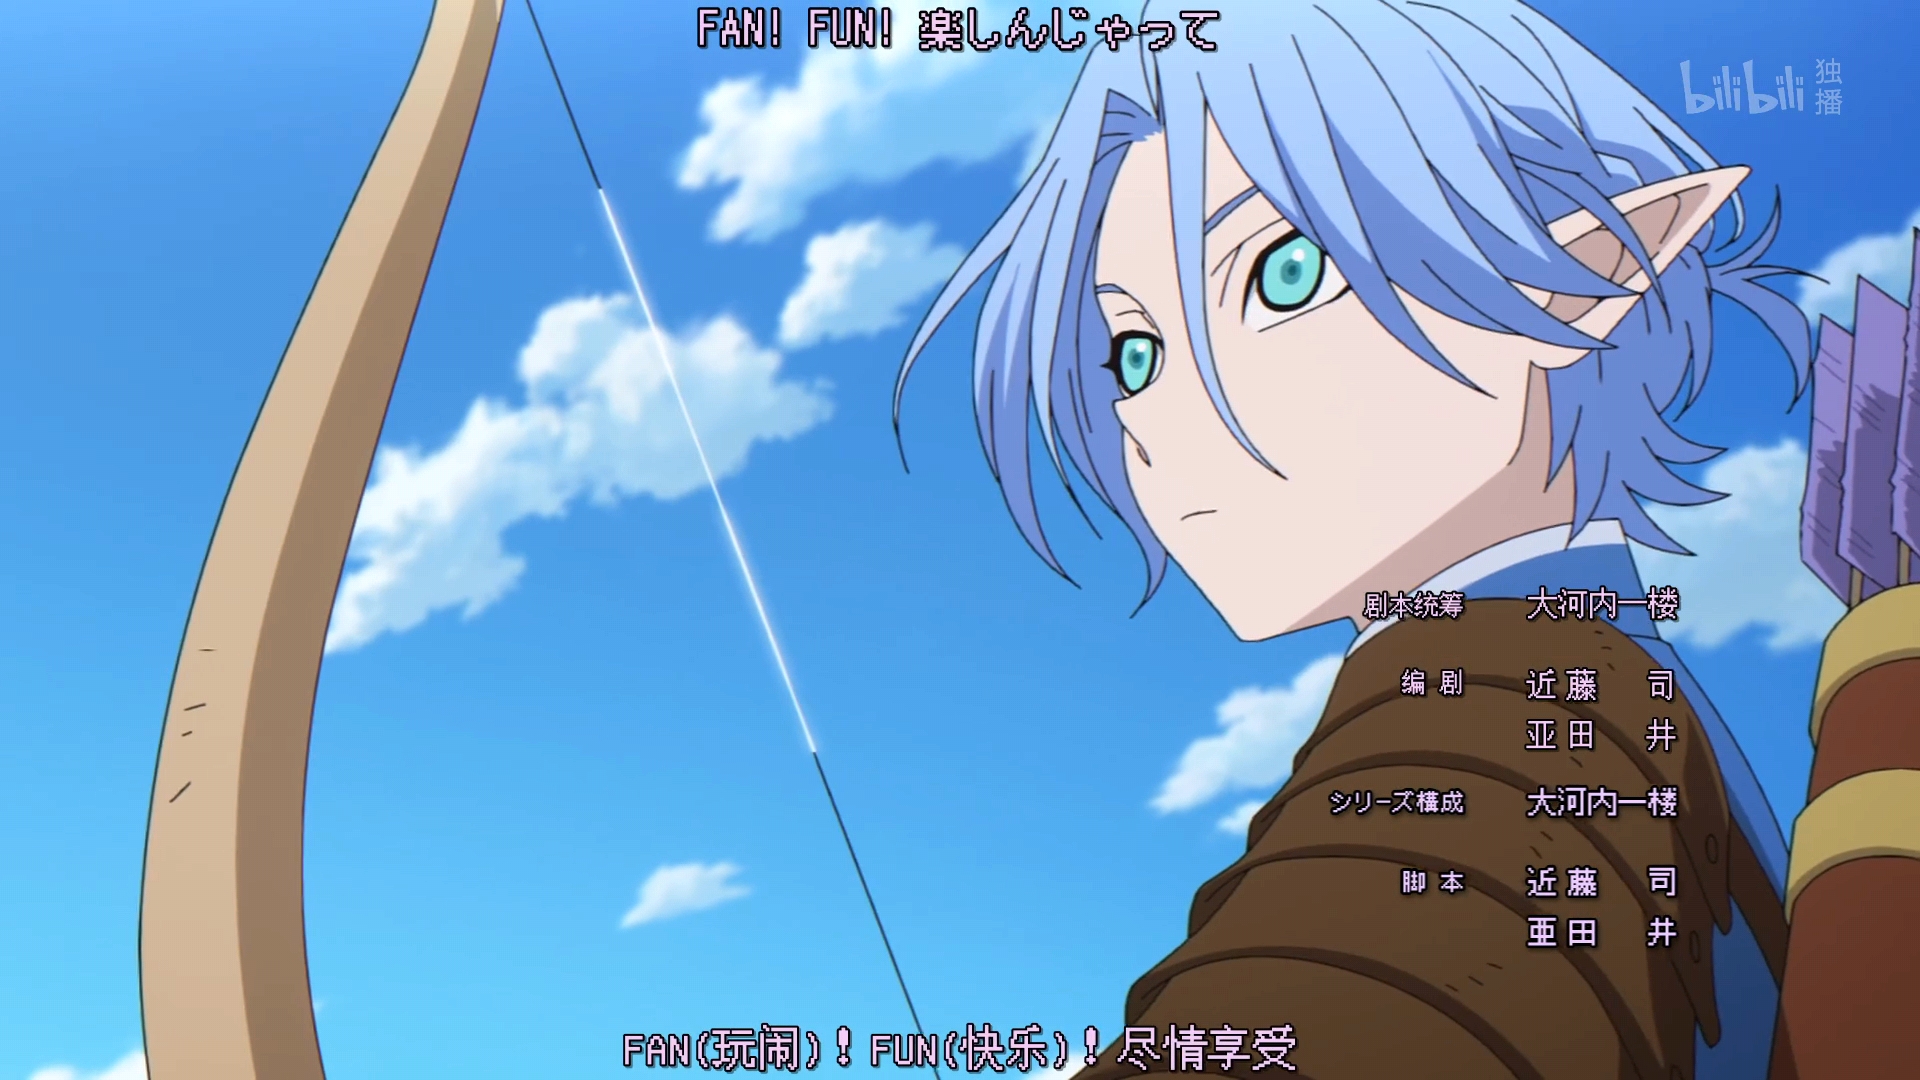 FAN! FUN! 楽しんじゃって
bilibili 独播
剧本统筹 大河内一楼
编剧 近藤 司
亚田 井
シリーズ構成 大河内一楼
脚本 近藤 司
亜田 井
FAN(玩闹)！FUN(快乐)！尽情享受